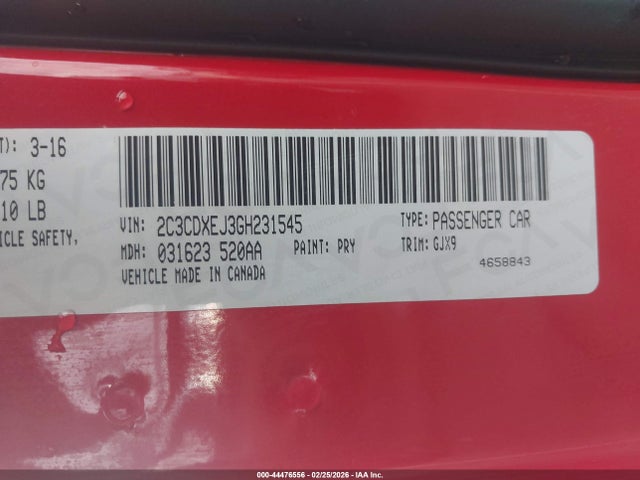 T): 3-16
75 KG
10 LB
ICLE SAFETY,
VIN: 2C3CDXEJ3GH231545
TYPE: PASSENGER CAR
MDH: 031623 520AA
PAINT: PRY
TRIM: GJX9
VEHICLE MADE IN CANADA
4658843
000-44476556 - 02/25/2026 - IAA Inc.